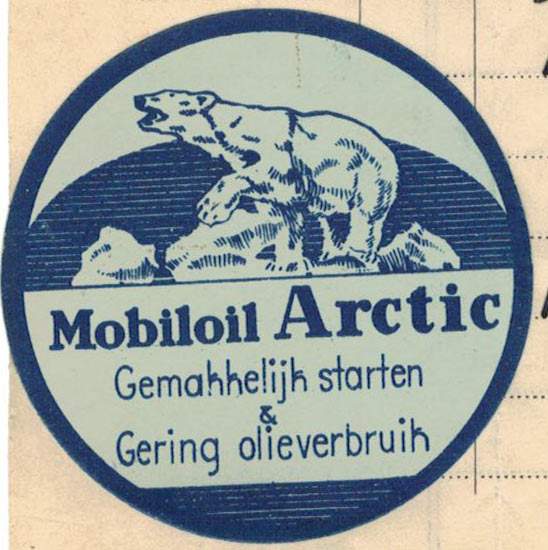 Mobiloil Arctic
Gemakkelijk starten
&
Gering olieverbruik